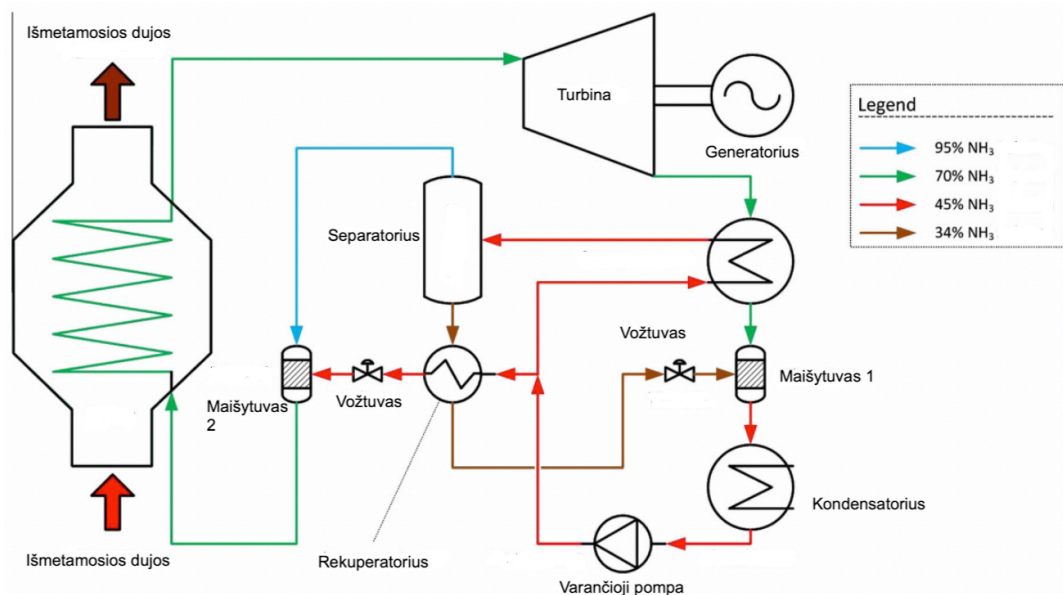 Išmetamosios dujos
Turbina
Generatorius
Legend
95% NH₃
70% NH₃
45% NH₃
34% NH₃
Separatorius
Vožtuvas
Maišytuvas 1
Maišytuvas
2
Vožtuvas
Kondensatorius
Išmetamosios dujos
Rekuperatorius
Varančioji pompa